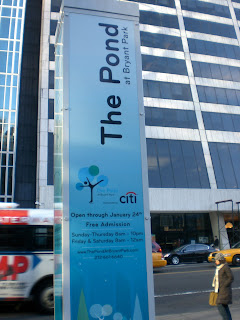 The Pond
at Bryant Park
citi
Open through January 24th
Free Admission
Sunday-Thursday 8am - 10pm
Friday & Saturday 8am - 12am